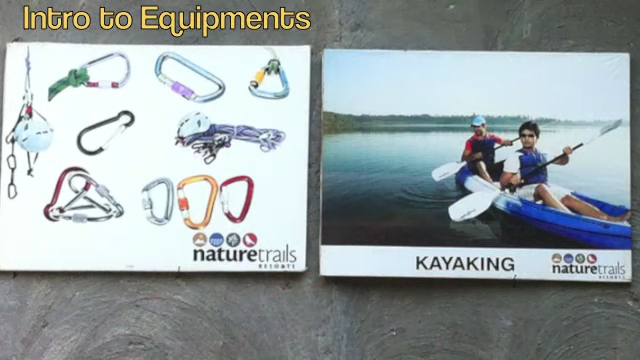 Intro to Equipments
naturetrails
RESORTS
KAYAKING
naturetrails
RESORTS